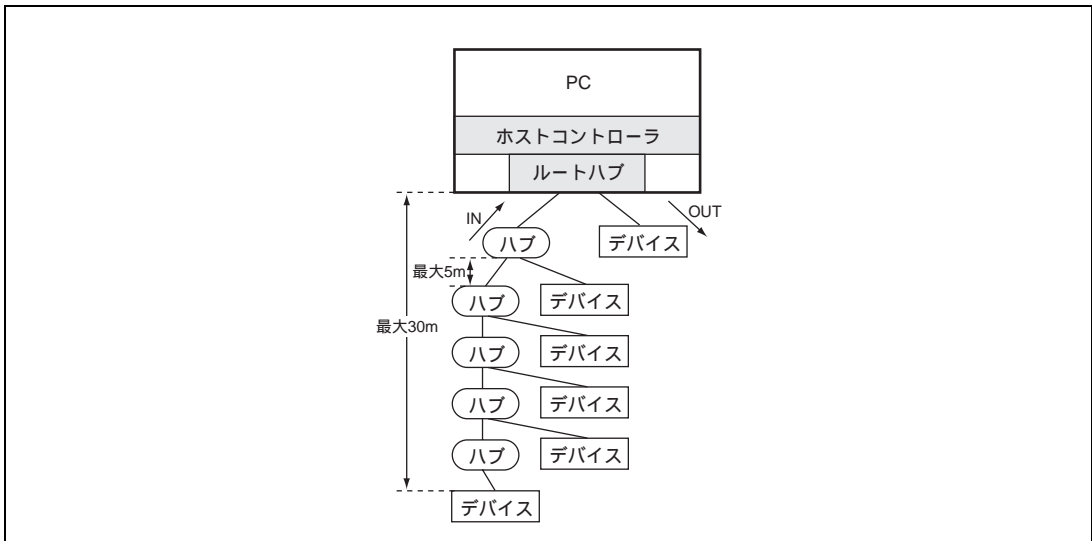 PC
ホストコントローラ
ルートハブ
IN
OUT
ハブ
デバイス
最大5m
ハブ
デバイス
最大30m
ハブ
デバイス
ハブ
デバイス
ハブ
デバイス
デバイス